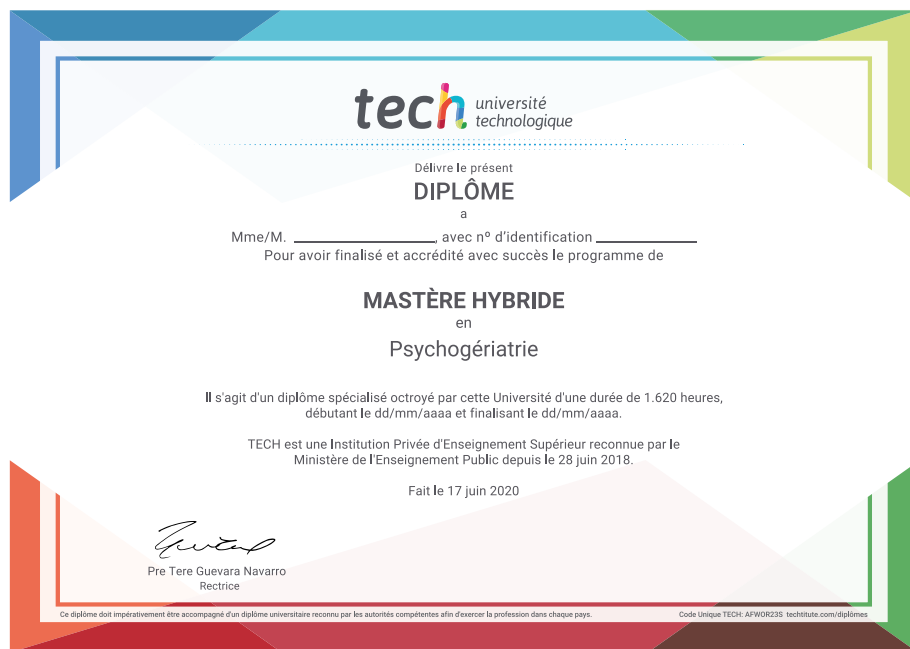 tech université
technologique
Délivre le présent
DIPLÔME
a
Mme/M. ____________________, avec nº d'identification ______________
Pour avoir finalisé et accrédité avec succès le programme de
MASTÈRE HYBRIDE
en
Psychogériatrie
Il s'agit d'un diplôme spécialisé octroyé par cette Université d'une durée de 1.620 heures,
débutant le dd/mm/aaaa et finalisant le dd/mm/aaaa.
TECH est une Institution Privée d'Enseignement Supérieur reconnue par le
Ministère de l'Enseignement Public depuis le 28 juin 2018.
Fait le 17 juin 2020
Pre Tere Guevara Navarro
Rectrice
Ce diplôme doit impérativement être accompagné d'un diplôme universitaire reconnu par les autorités compétentes afin d'exercer la profession dans chaque pays.
Code Unique TECH: AFWOR23S techtitute.com/diplômes